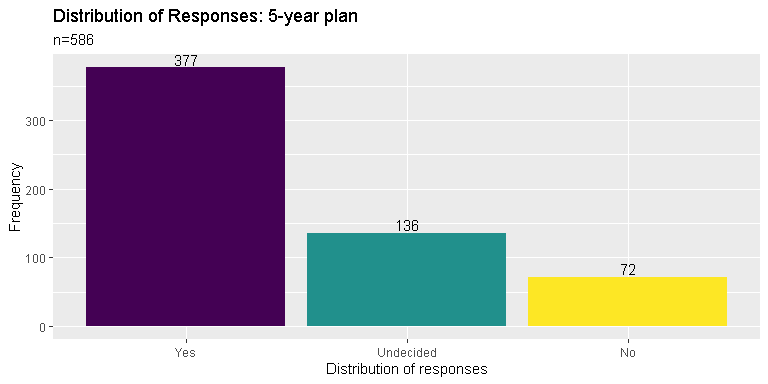 Distribution of Responses: 5-year plan
n=586
377
136
72
300
200
100
0
Frequency
Yes
Undecided
No
Distribution of responses